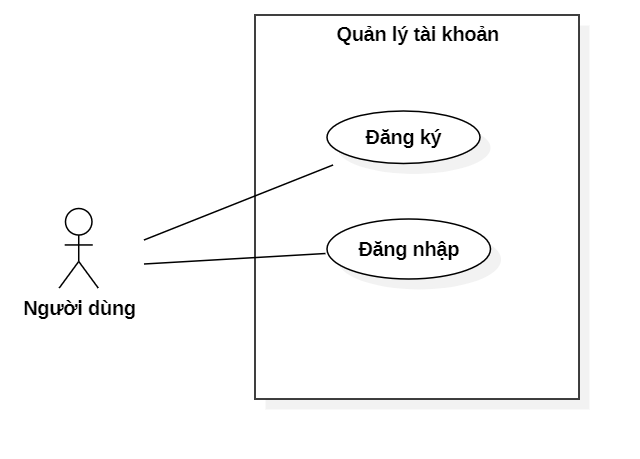 Quản lý tài khoản
Đăng ký
Đăng nhập
Người dùng